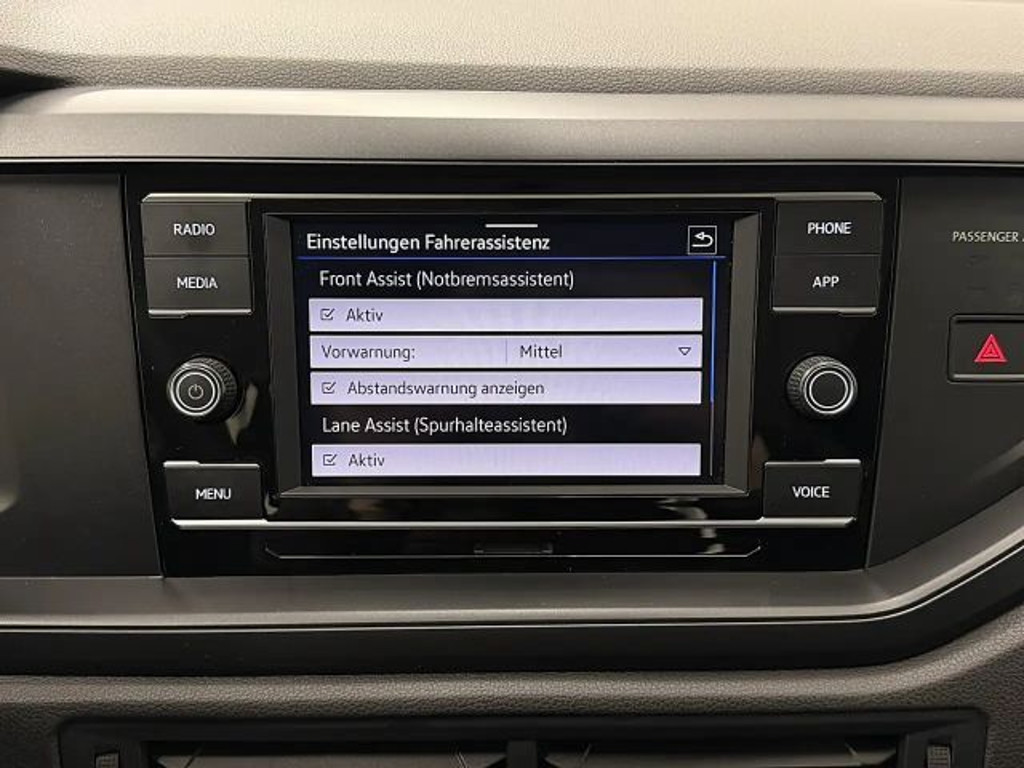 RADIO
MEDIA
MENU
Einstellungen Fahrerassistenz
Front Assist (Notbremsassistent)
Aktiv
Vorwarnung: Mittel
Abstandswarnung anzeigen
Lane Assist (Spurhalteassistent)
Aktiv
PHONE
APP
VOICE
PASSENGER